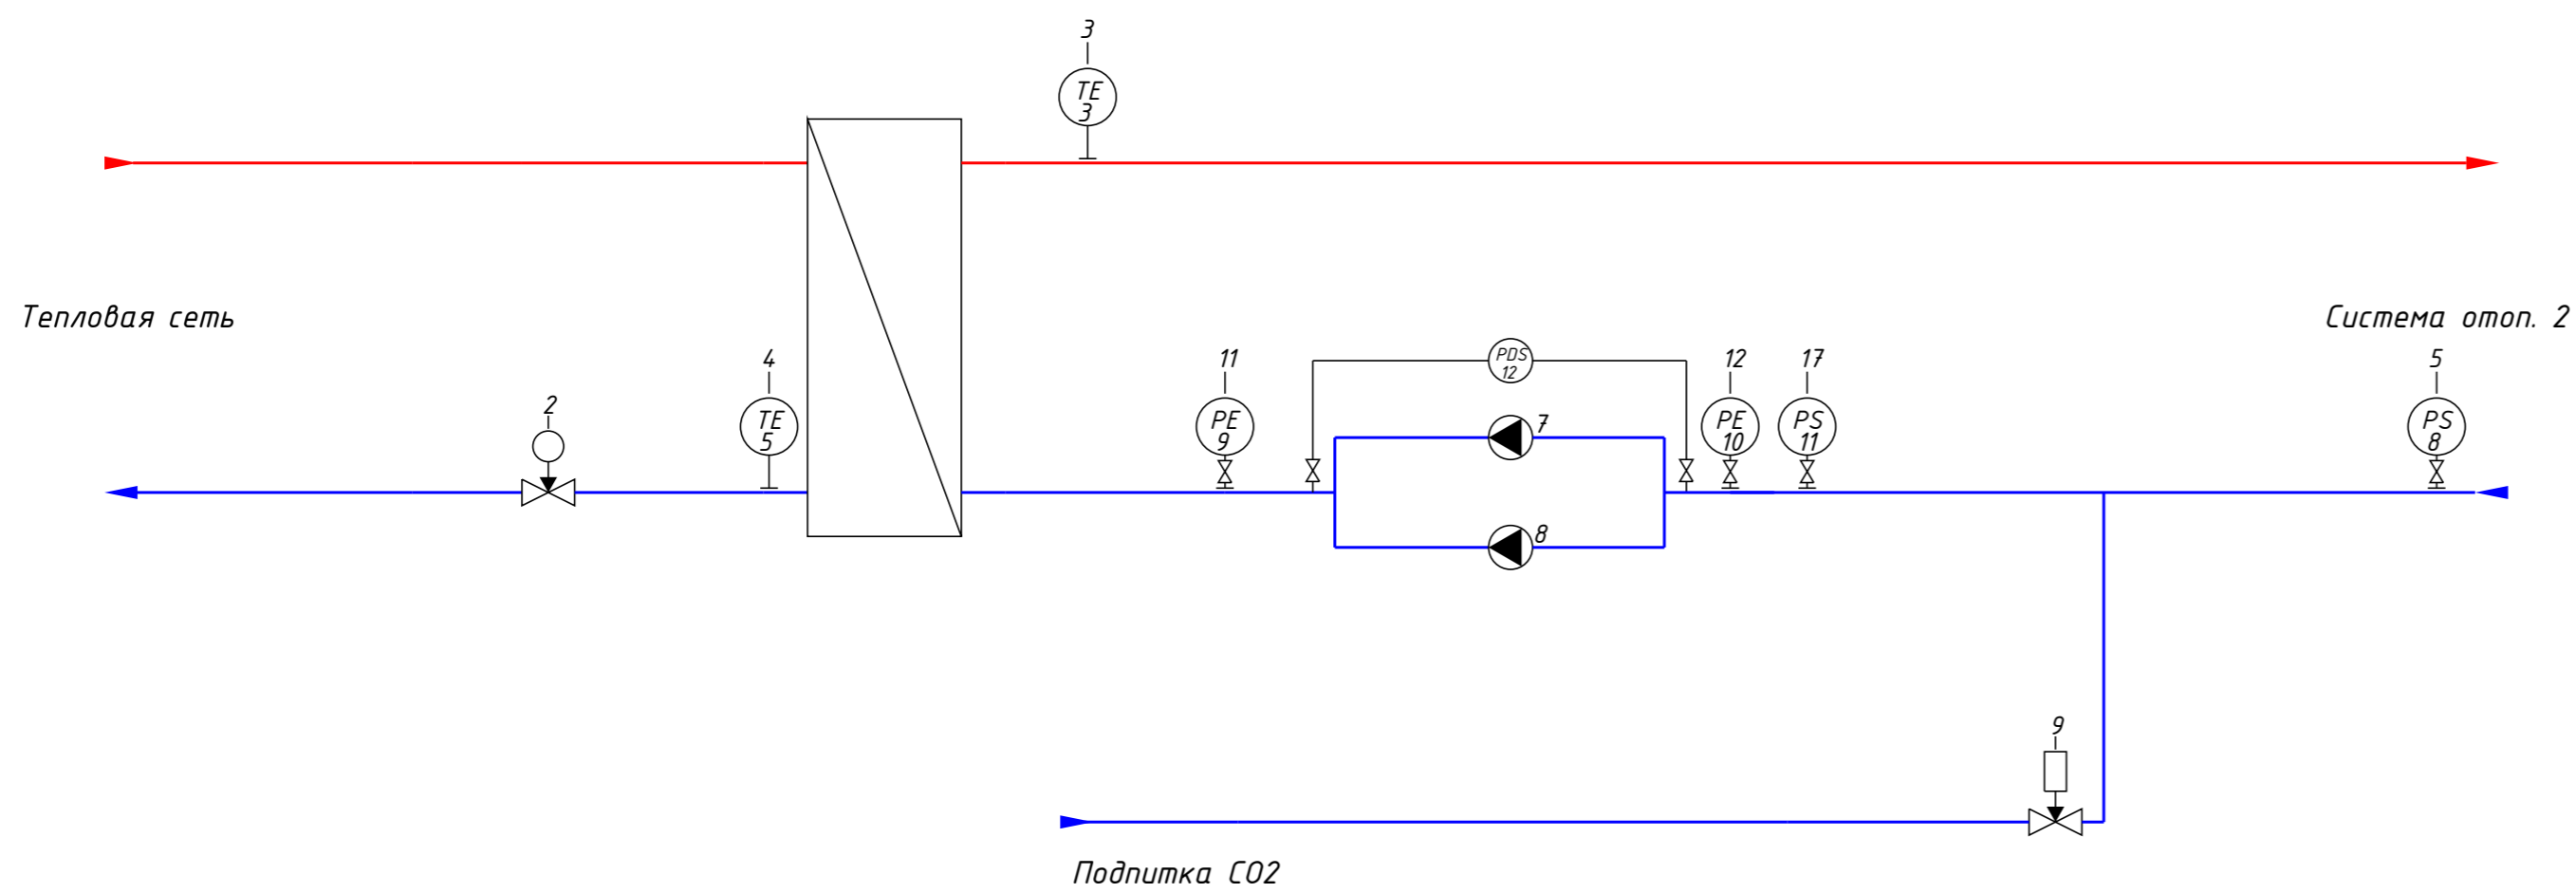 3
TE
3
Тепловая сеть
Система отоп. 2
2
4
TE
5
11
PE
9
PDS
12
7
8
12
PE
10
17
PS
11
5
PS
8
9
Подпитка СО2